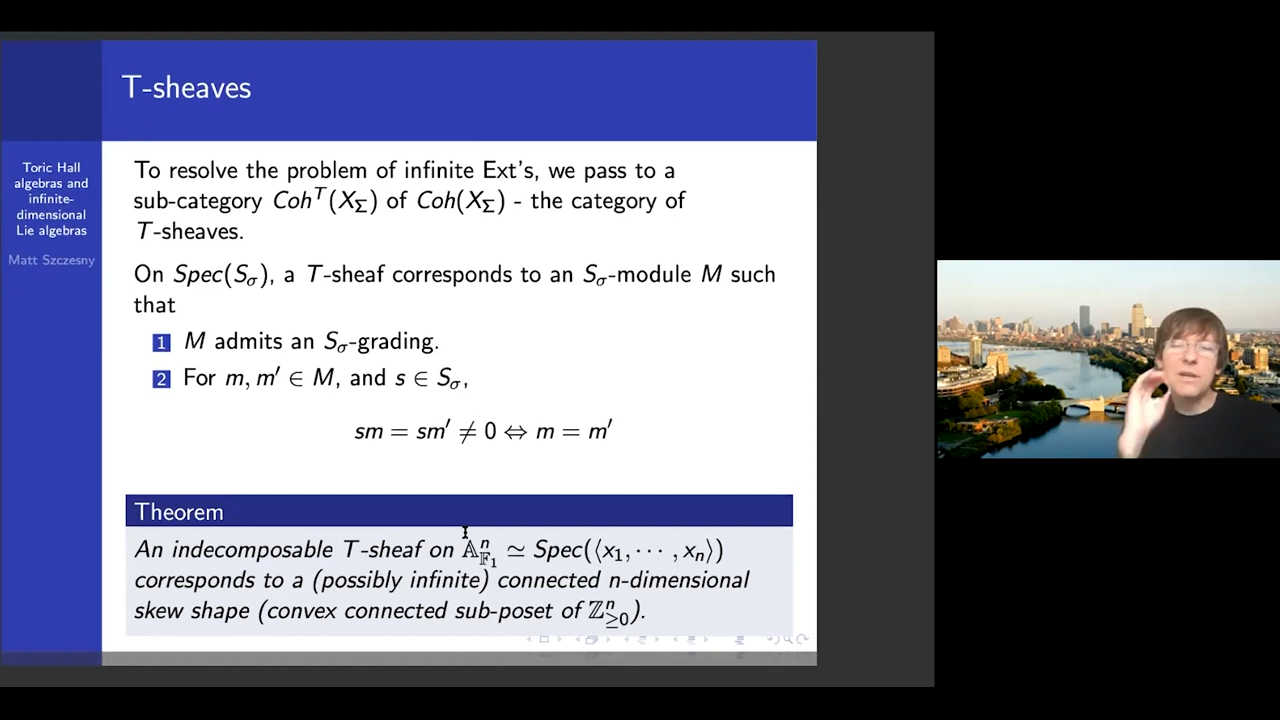 T-sheaves
Toric Hall
algebras and
infinite-
dimensional
Lie algebras
Matt Szczesny
To resolve the problem of infinite Ext's, we pass to a
sub-category Coh^T(X_Σ) of Coh(X_Σ) - the category of
T-sheaves.
On Spec(S_σ), a T-sheaf corresponds to an S_σ-module M such
that
1 M admits an S_σ-grading.
2 For m, m′ ∈ M, and s ∈ S_σ,
sm = sm′ ≠ 0 ⇔ m = m′
Theorem
An indecomposable T-sheaf on 𝔸^n_{𝔽_1} ≃ Spec(⟨x_1, ⋯ , x_n⟩)
corresponds to a (possibly infinite) connected n-dimensional
skew shape (convex connected sub-poset of ℤ^n_{≥0}).